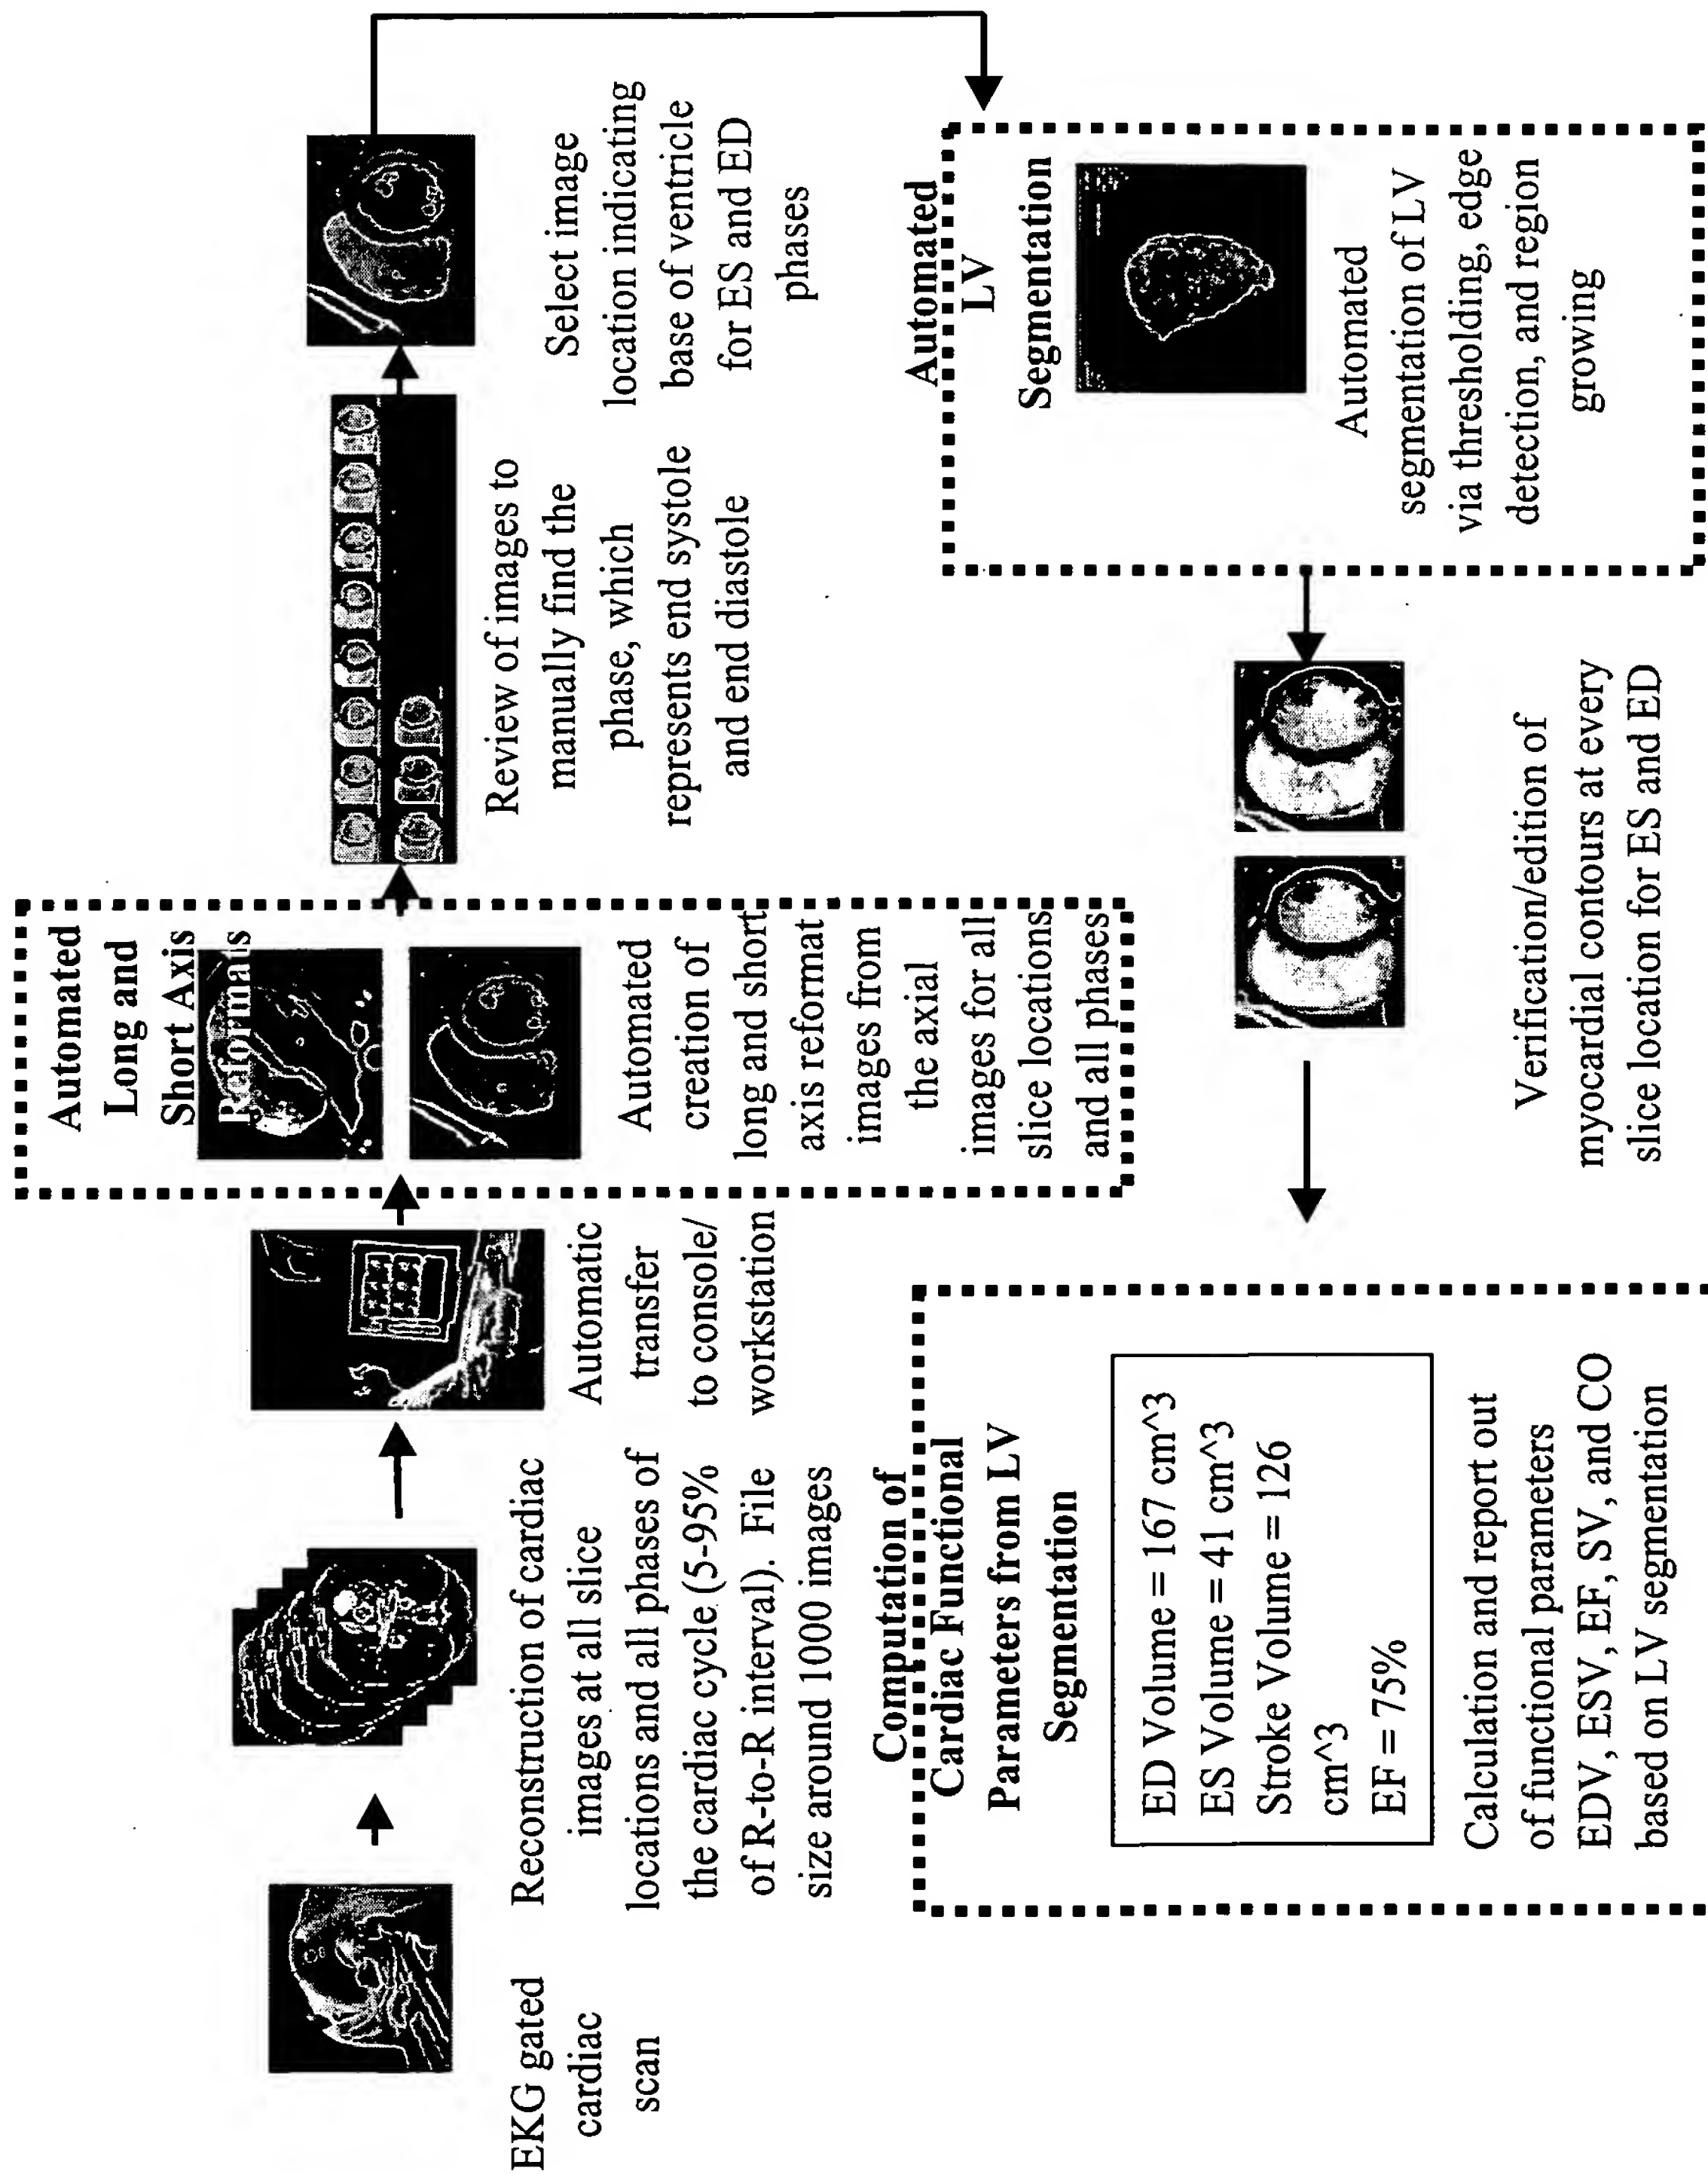 EKG gated
cardiac
scan
Reconstruction of cardiac
images at all slice
locations and all phases of
the cardiac cycle (5-95%
of R-to-R interval). File
size around 1000 images
Automatic
transfer
to console/
workstation
Automated
Long and
Short Axis
Reformats
Automated
creation of
long and short
axis reformat
images from
the axial
images for all
slice locations
and all phases
Review of images to
manually find the
phase, which
represents end systole
and end diastole
Select image
location indicating
base of ventricle
for ES and ED
phases
Automated
LV
Segmentation
Automated
segmentation of LV
via thresholding, edge
detection, and region
growing
Verification/edition of
myocardial contours at every
slice location for ES and ED
Computation of
Cardiac Functional
Parameters from LV
Segmentation
ED Volume = 167 cm^3
ES Volume = 41 cm^3
Stroke Volume = 126
cm^3
EF = 75%
Calculation and report out
of functional parameters
EDV, ESV, EF, SV, and CO
based on LV segmentation